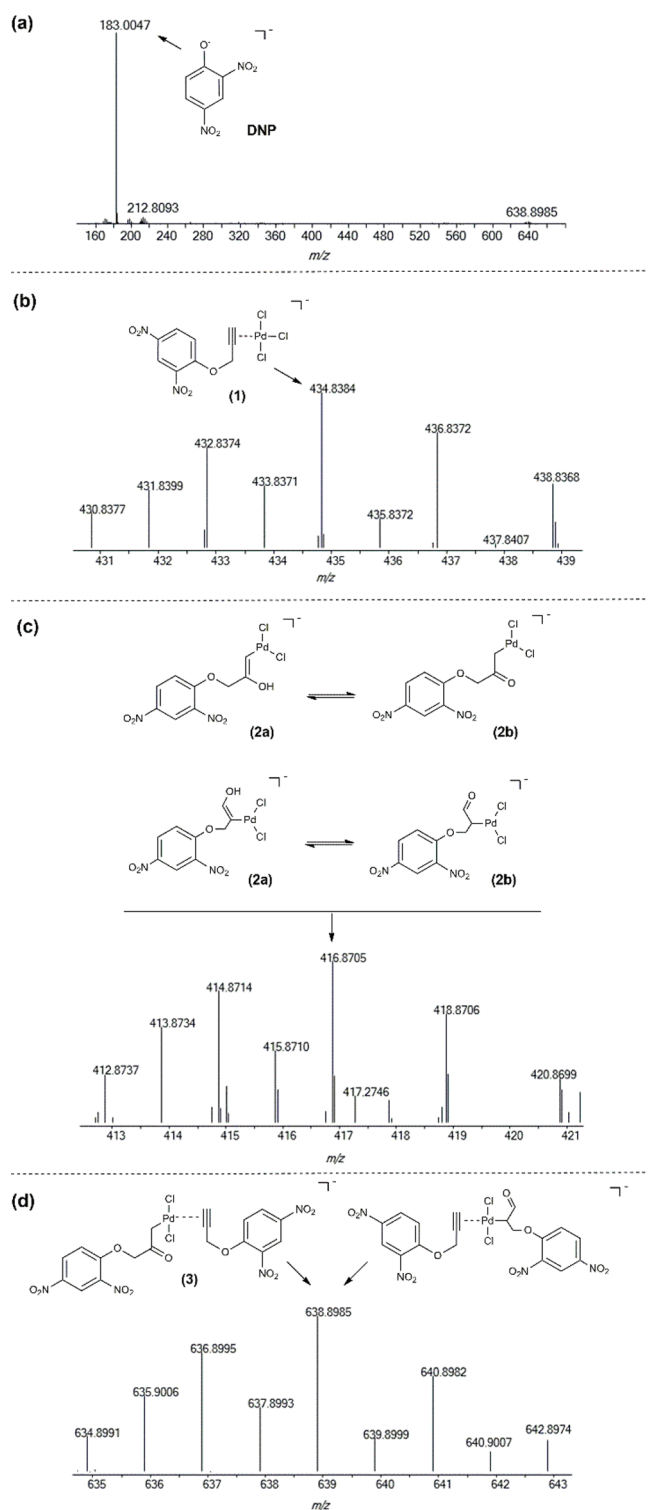 (a)
183.0047
O-
NO2
NO2
DNP
212.8093
638.8985
160 200 240 280 320 360 400 440 480 520 560 600 640
m/z
(b)
O2N
NO2
O
Cl
Pd
Cl
Cl
(1)
434.8384
432.8374
436.8372
431.8399
433.8371
438.8368
430.8377
435.8372
437.8407
431 432 433 434 435 436 437 438 439
m/z
(c)
Cl
Pd
Cl
O
OH
O2N
NO2
(2a)
Cl
Pd
Cl
O
O
O2N
NO2
(2b)
OH
Cl
Pd
Cl
O
O2N
NO2
(2a)
O
Cl
Pd
Cl
O
O2N
NO2
(2b)
416.8705
414.8714
413.8734
418.8706
415.8710
412.8737
417.2746
420.8699
413 414 415 416 417 418 419 420 421
m/z
(d)
Cl
Pd
Cl
O
O
O2N
NO2
(3)
O
NO2
NO2
O2N
NO2
O
Cl
Pd
Cl
O
O
O2N
NO2
638.8985
636.8995
640.8982
635.9006
637.8993
634.8991
639.8999
640.9007
642.8974
635 636 637 638 639 640 641 642 643
m/z